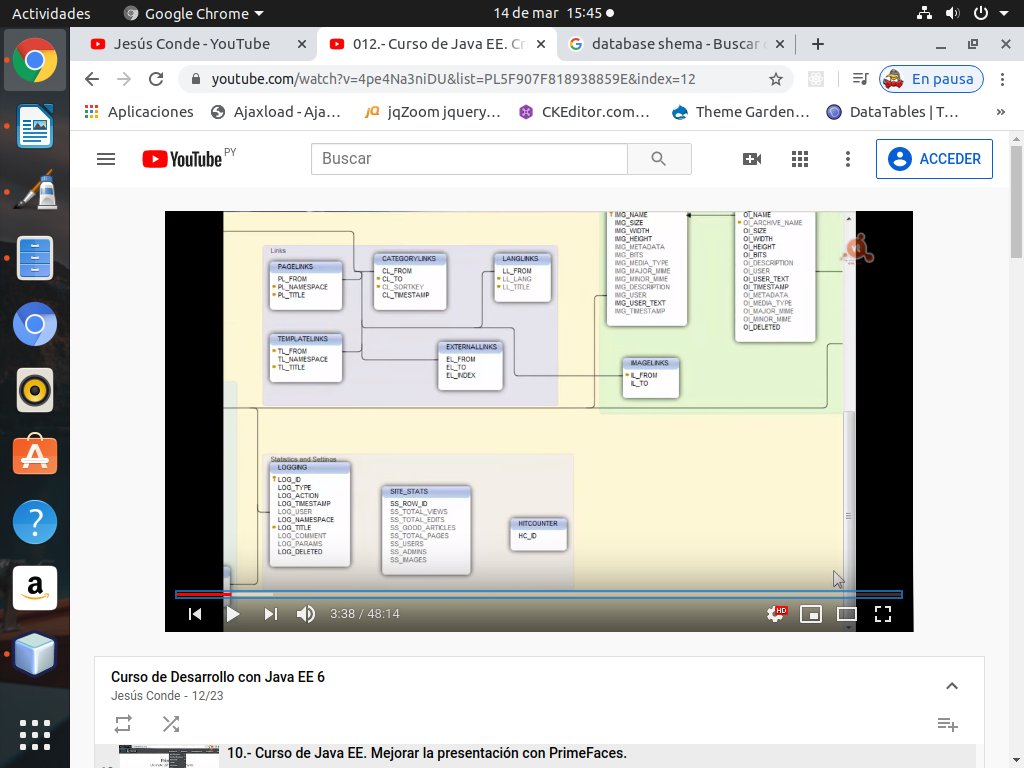 Actividades
Google Chrome
14 de mar 15:45
Jesús Conde - YouTube
012.- Curso de Java EE. Cr
database shema - Buscar c
youtube.com/watch?v=4pe4Na3niDU&list=PL5F907F818938859E&index=12
En pausa
Aplicaciones
Ajaxload - Aja...
jqZoom jquery...
CKEditor.com...
Theme Garden...
DataTables | T...
»
YouTube PY
Buscar
ACCEDER
Links
PAGELINKS
PL_FROM
PL_NAMESPACE
PL_TITLE
CATEGORYLINKS
CL_FROM
CL_TO
CL_SORTKEY
CL_TIMESTAMP
LANGLINKS
LL_FROM
LL_LANG
LL_TITLE
TEMPLATELINKS
TL_FROM
TL_NAMESPACE
TL_TITLE
EXTERNALLINKS
EL_FROM
EL_TO
EL_INDEX
IMG_NAME
IMG_SIZE
IMG_WIDTH
IMG_HEIGHT
IMG_METADATA
IMG_BITS
IMG_MEDIA_TYPE
IMG_MAJOR_MIME
IMG_MINOR_MIME
IMG_DESCRIPTION
IMG_USER
IMG_USER_TEXT
IMG_TIMESTAMP
OI_NAME
OI_ARCHIVE_NAME
OI_SIZE
OI_WIDTH
OI_HEIGHT
OI_BITS
OI_DESCRIPTION
OI_USER
OI_USER_TEXT
OI_TIMESTAMP
OI_METADATA
OI_MEDIA_TYPE
OI_MAJOR_MIME
OI_MINOR_MIME
OI_DELETED
IMAGELINKS
IL_FROM
IL_TO
Statistics and Settings
LOGGING
LOG_ID
LOG_TYPE
LOG_ACTION
LOG_TIMESTAMP
LOG_USER
LOG_NAMESPACE
LOG_TITLE
LOG_COMMENT
LOG_PARAMS
LOG_DELETED
SITE_STATS
SS_ROW_ID
SS_TOTAL_VIEWS
SS_TOTAL_EDITS
SS_GOOD_ARTICLES
SS_TOTAL_PAGES
SS_USERS
SS_ADMINS
SS_IMAGES
HITCOUNTER
HC_ID
3:38 / 48:14
HD
Curso de Desarrollo con Java EE 6
Jesús Conde - 12/23
10.- Curso de Java EE. Mejorar la presentación con PrimeFaces.